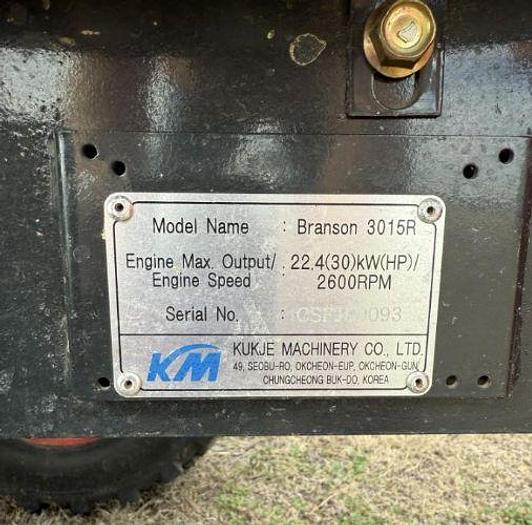 Model Name : Branson 3015R
Engine Max. Output/ : 22.4(30)kW(HP)/
Engine Speed 2600RPM
Serial No. :
KM KUKJE MACHINERY CO., LTD.
49, SEOBU-RO, OKCHEON-EUP, OKCHEON-GUN,
CHUNGCHEONG BUK-DO, KOREA